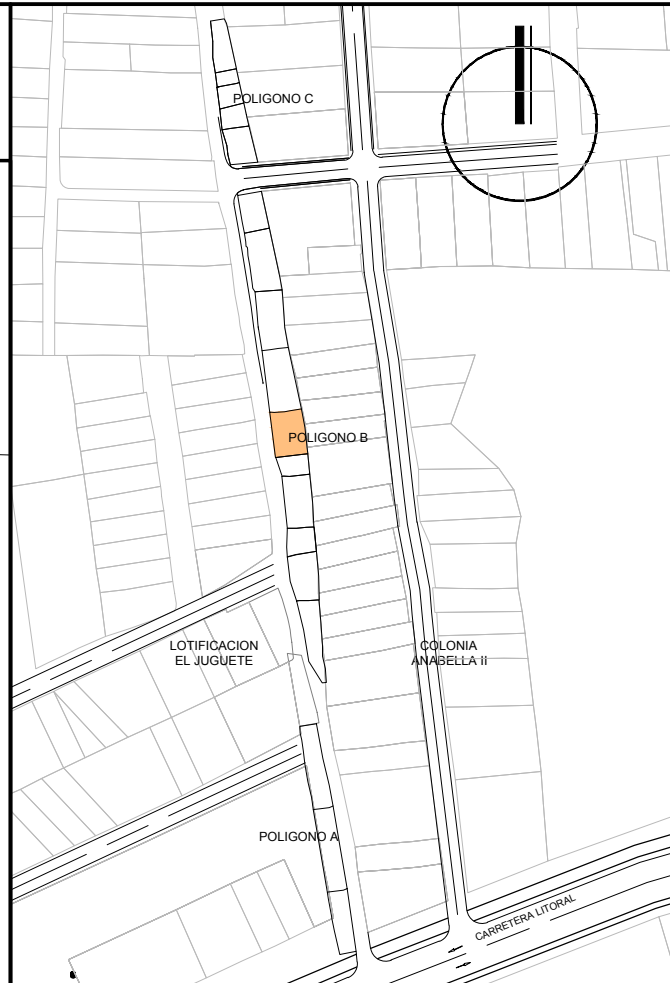 POLIGONO C
POLIGONO B
LOTIFICACION
EL JUGUETE
COLONIA
ANABELLA II
POLIGONO A
CARRETERA LITORAL